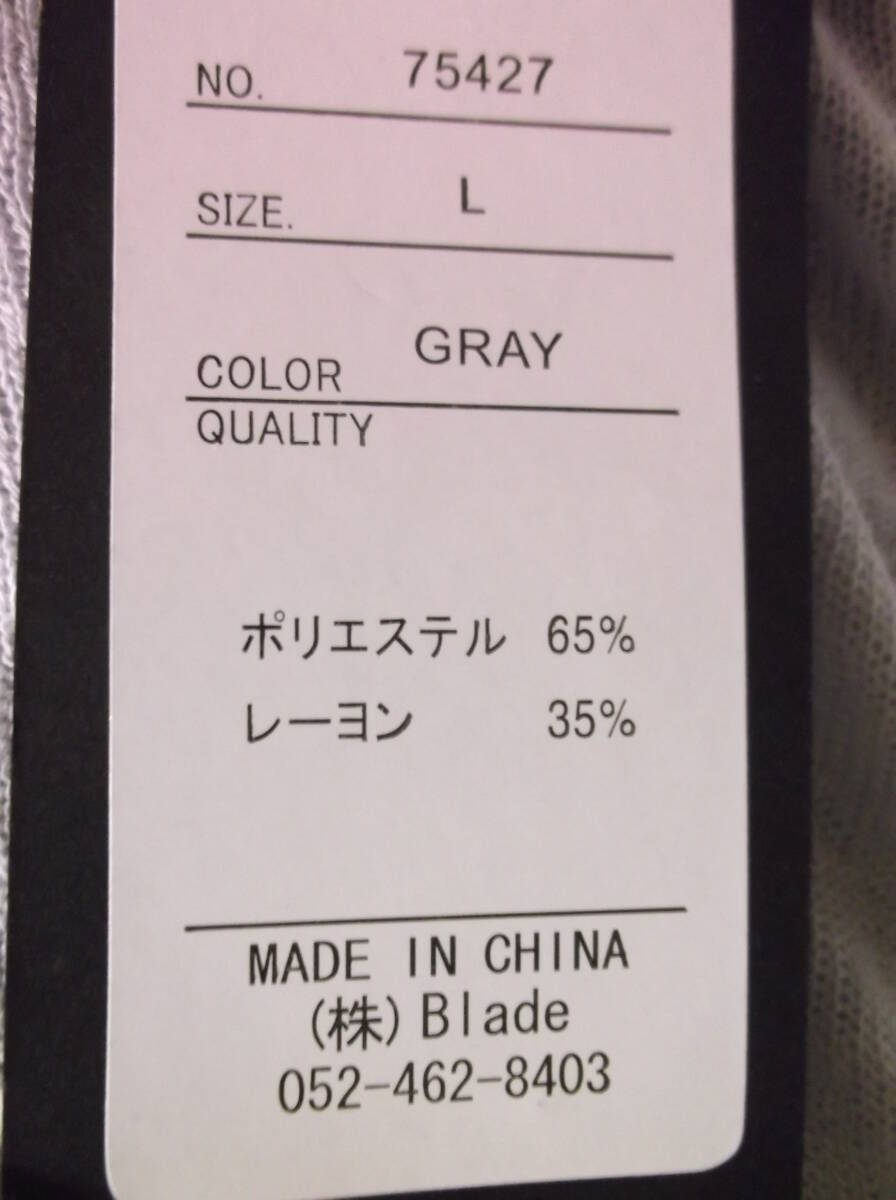 NO. 75427
SIZE. L
COLOR GRAY
QUALITY
ポリエステル 65%
レーヨン 35%
MADE IN CHINA
(株)Blade
052-462-8403